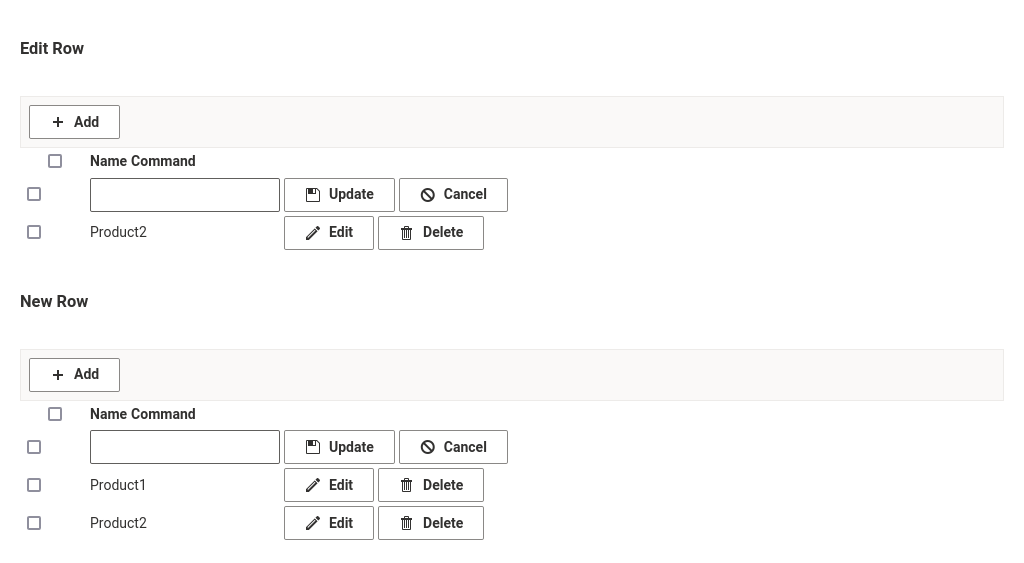 Edit Row
Add
Name Command
Update Cancel
Product2 Edit Delete
New Row
Add
Name Command
Update Cancel
Product1 Edit Delete
Product2 Edit Delete